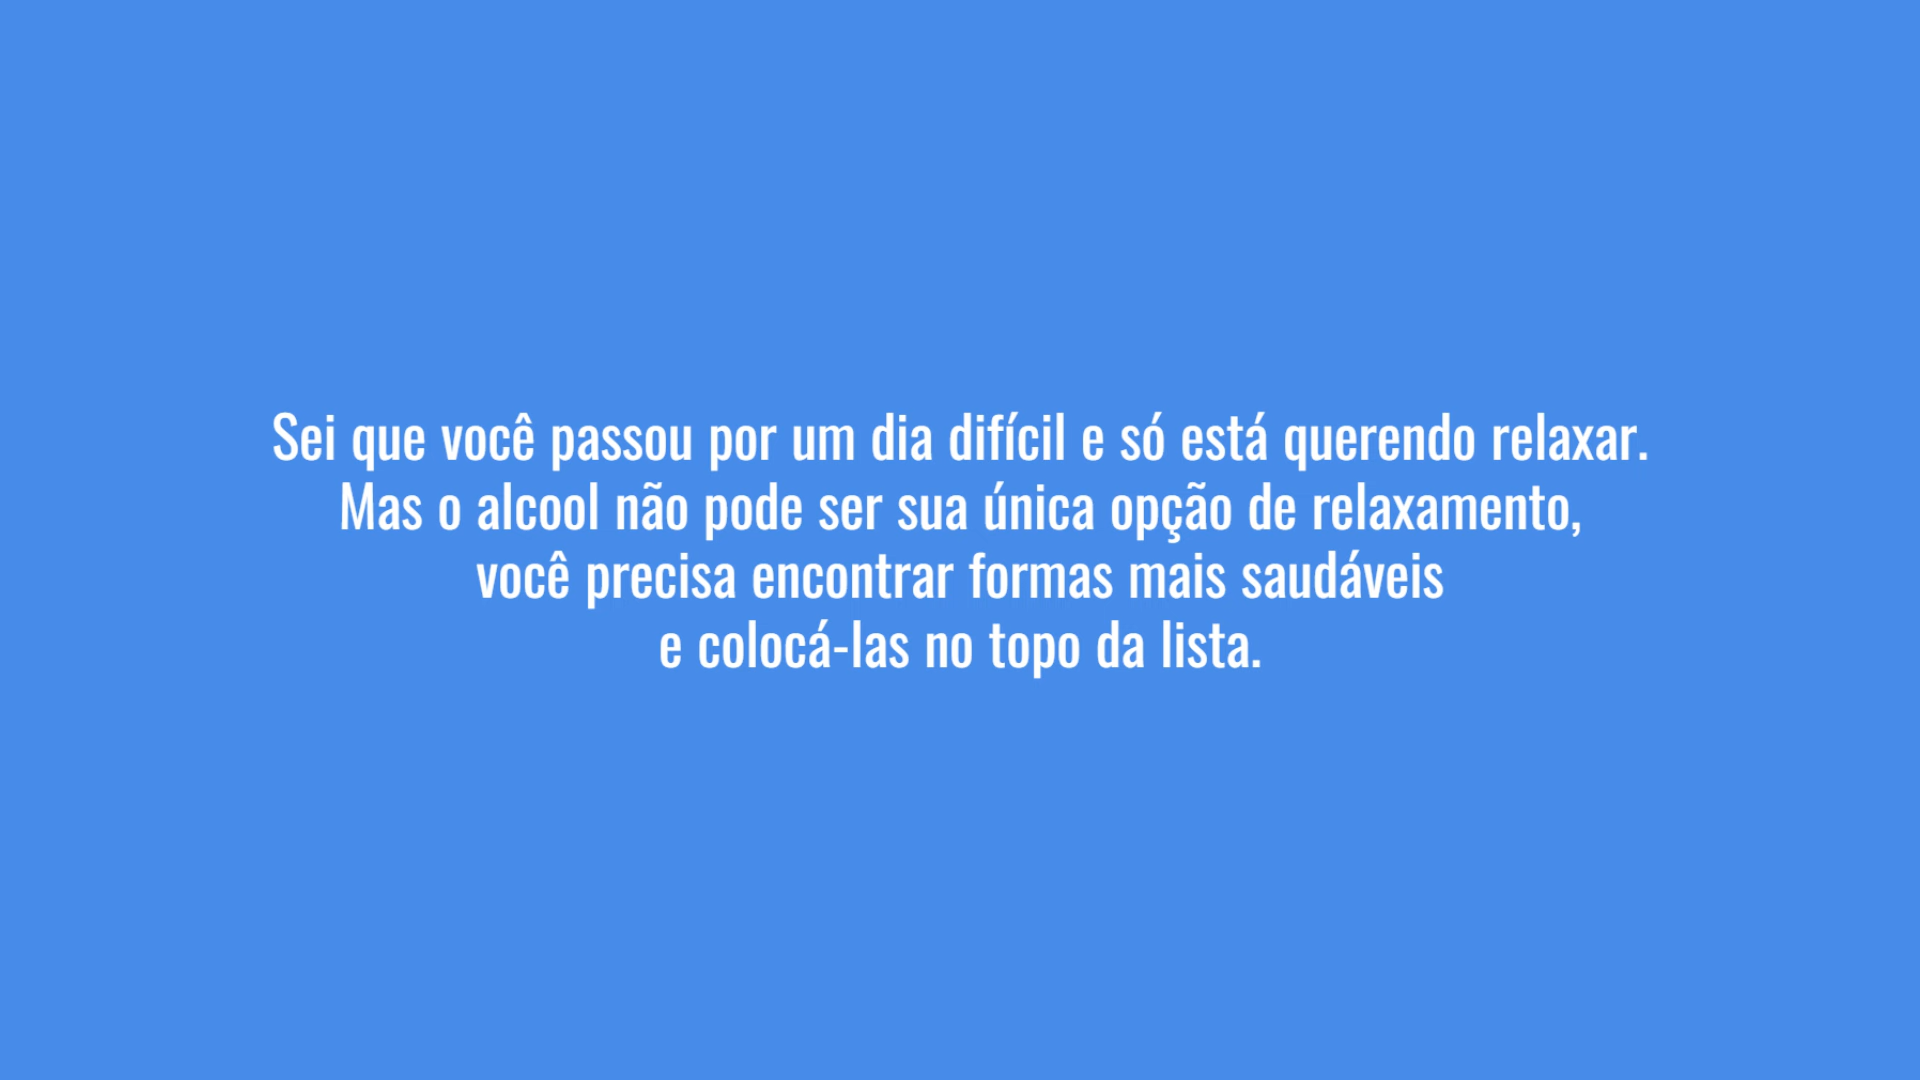 Sei que você passou por um dia difícil e só está querendo relaxar.
Mas o alcool não pode ser sua única opção de relaxamento,
você precisa encontrar formas mais saudáveis
e colocá-las no topo da lista.